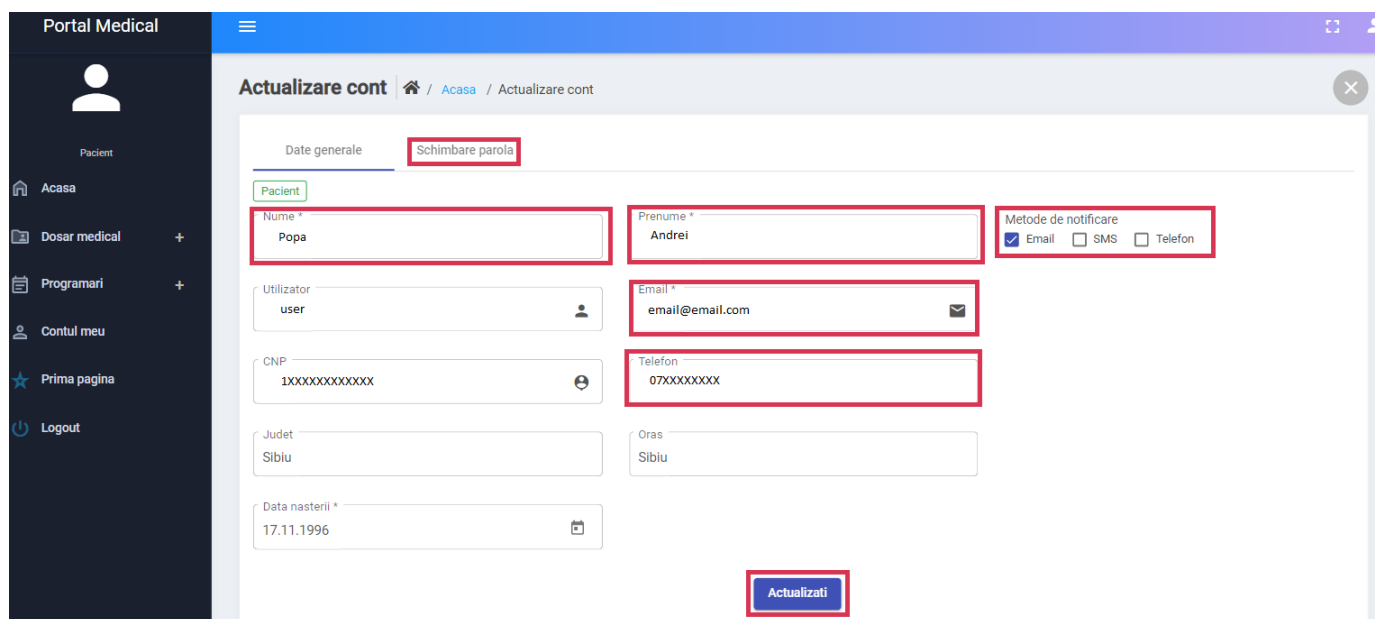 Portal Medical
Actualizare cont / Acasa / Actualizare cont
Pacient
Acasa
Dosar medical +
Programari +
Contul meu
Prima pagina
Logout
Date generale Schimbare parola
Pacient
Nume *
Popa
Prenume *
Andrei
Metode de notificare
Email SMS Telefon
Utilizator
user
Email *
email@email.com
CNP
1XXXXXXXXXXXX
Telefon
07XXXXXXXX
Judet
Sibiu
Oras
Sibiu
Data nasterii *
17.11.1996
Actualizati